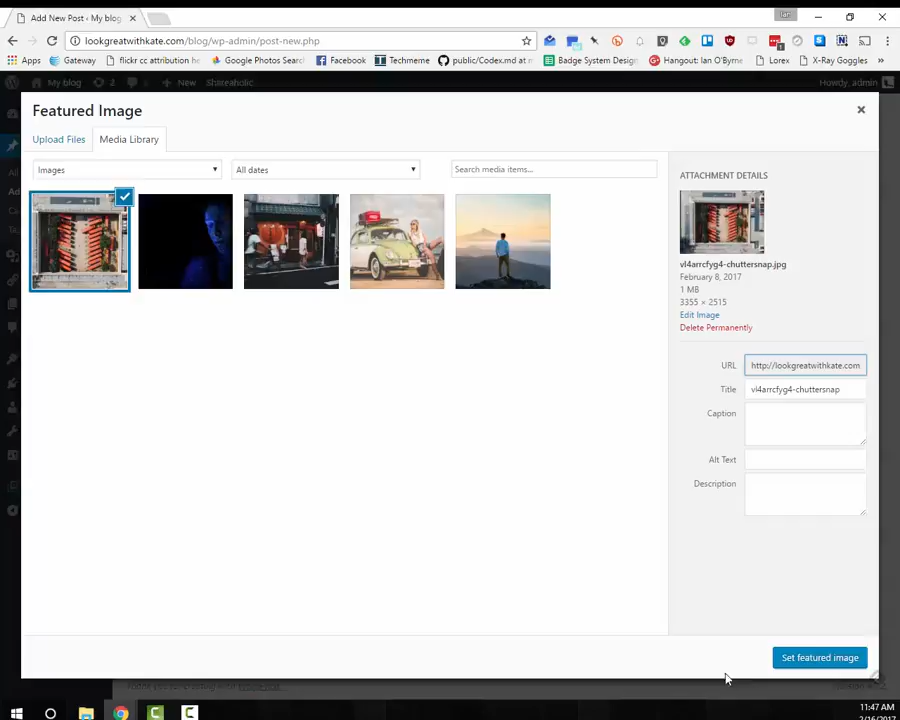 Add New Post ‹ My blog
Ian
lookgreatwithkate.com/blog/wp-admin/post-new.php
Apps Gateway flickr cc attribution he Google Photos Searc Facebook Techmeme public/Codex.md at m Badge System Design Hangout: Ian O'Byrne Lorex X-Ray Goggles »
My blog 2 1 + New Shareaholic Howdy, admin
Featured Image
Upload Files Media Library
Images All dates Search media items...
ATTACHMENT DETAILS
vl4arrcfyg4-chuttersnap.jpg
February 8, 2017
1 MB
3355 × 2515
Edit Image
Delete Permanently
URL http://lookgreatwithkate.com
Title vl4arrcfyg4-chuttersnap
Caption
Alt Text
Description
Set featured image
11:47 AM
2/16/2017